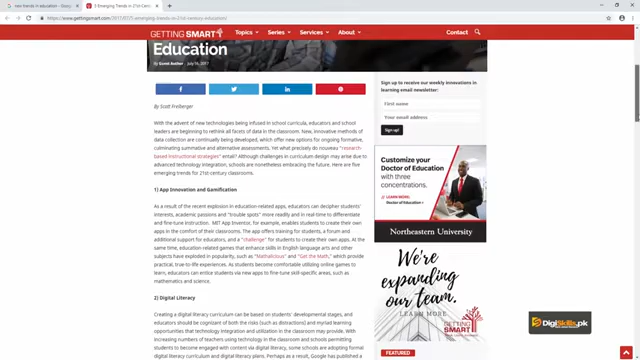 new trends in education - Goog
5 Emerging Trends in 21st Centur
https://www.gettingsmart.com/2017/07/5-emerging-trends-in-21st-century-education/
GETTING SMART
Topics
Series
Services
About
Contact
Education
By Guest Author - July 16, 2017
By Scott Freiberger
With the advent of new technologies being infused in school curricula, educators and school
leaders are beginning to rethink all facets of data in the classroom. New, innovative methods of
data collection are continually being developed, which offer new options for ongoing formative,
culminating summative and alternative assessments. Yet what precisely do nouveau "research-
based instructional strategies" entail? Although challenges in curriculum design may arise due to
advanced technology integration, schools are nonetheless embracing the future. Here are five
emerging trends for 21st-century classrooms.
1) App Innovation and Gamification
As a result of the recent explosion in education-related apps, educators can decipher students'
interests, academic passions and "trouble spots" more readily and in real-time to differentiate
and fine-tune instruction. MIT App Inventor, for example, enables students to create their own
apps in the comfort of their classrooms. The app offers training for students, a forum and
additional support for educators, and a "challenge" for students to create their own apps. At
the same time, education-related games that enhance skills in English language arts and other
subjects have exploded in popularity, such as "Mathalicious" and "Get the Math," which provide
practical, true-to-life experiences. As students become comfortable utilizing online games to
learn, educators can entice students via new apps to fine-tune skill-specific areas, such as
mathematics and science.
2) Digital Literacy
Creating a digital literacy curriculum can be based on students' developmental stages, and
educators should be cognizant of both the risks (such as distractions) and myriad learning
opportunities that technology integration and utilization in the classroom may provide. With
increasing numbers of teachers using technology in the classroom and schools permitting
students to become engaged with content via digital literacy, some schools are adopting formal
digital literacy curriculum and digital literacy plans. Perhaps as a result, Google has published a
Sign up to receive our weekly innovations in
learning email newsletter:
First name
Your email address
Sign up!
Customize your
Doctor of Education
with three
concentrations.
LEARN MORE.
Doctor of Education
Northeastern University
We're
expanding
our team.
LEARN MORE
GETTING
SMART
FEATURED
DigiSkills.pk